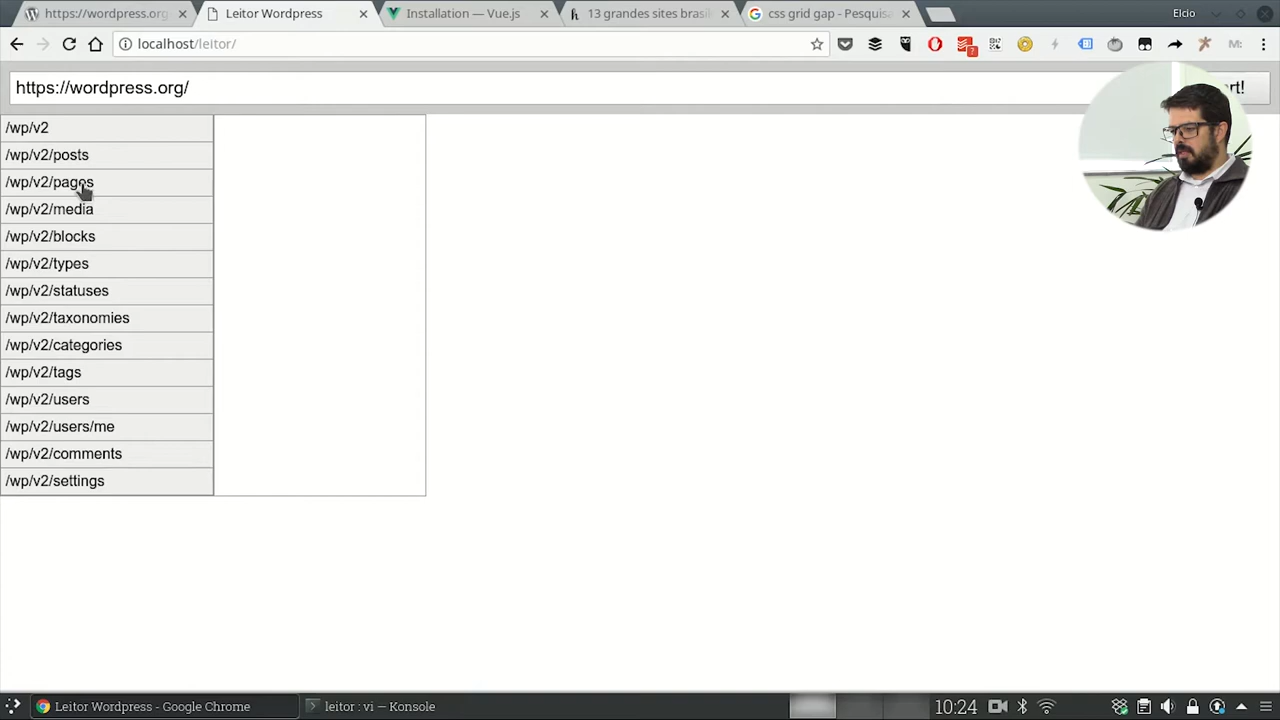 https://wordpress.org
Leitor Wordpress
Installation — Vue.js
13 grandes sites brasil
css grid gap - Pesquisa
Elcio
localhost/leitor/
M:
https://wordpress.org/
rt!
/wp/v2
/wp/v2/posts
/wp/v2/pages
/wp/v2/media
/wp/v2/blocks
/wp/v2/types
/wp/v2/statuses
/wp/v2/taxonomies
/wp/v2/categories
/wp/v2/tags
/wp/v2/users
/wp/v2/users/me
/wp/v2/comments
/wp/v2/settings
Leitor Wordpress - Google Chrome
leitor : vi — Konsole
10:24